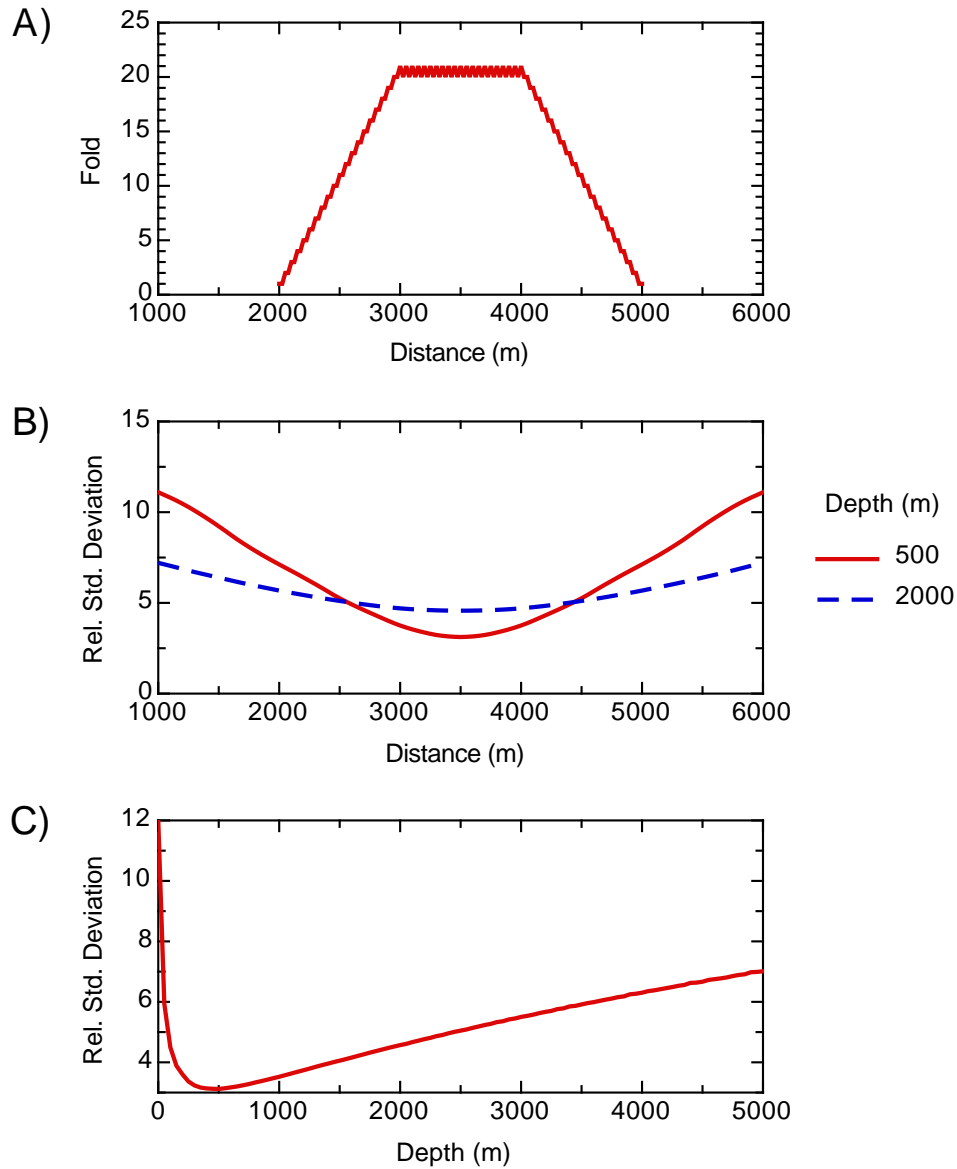 A)
25
20
15
10
5
0
Fold
1000 2000 3000 4000 5000 6000
Distance (m)
B)
15
10
5
0
Rel. Std. Deviation
1000 2000 3000 4000 5000 6000
Distance (m)
Depth (m)
500
2000
C)
12
10
8
6
4
Rel. Std. Deviation
0 1000 2000 3000 4000 5000
Depth (m)